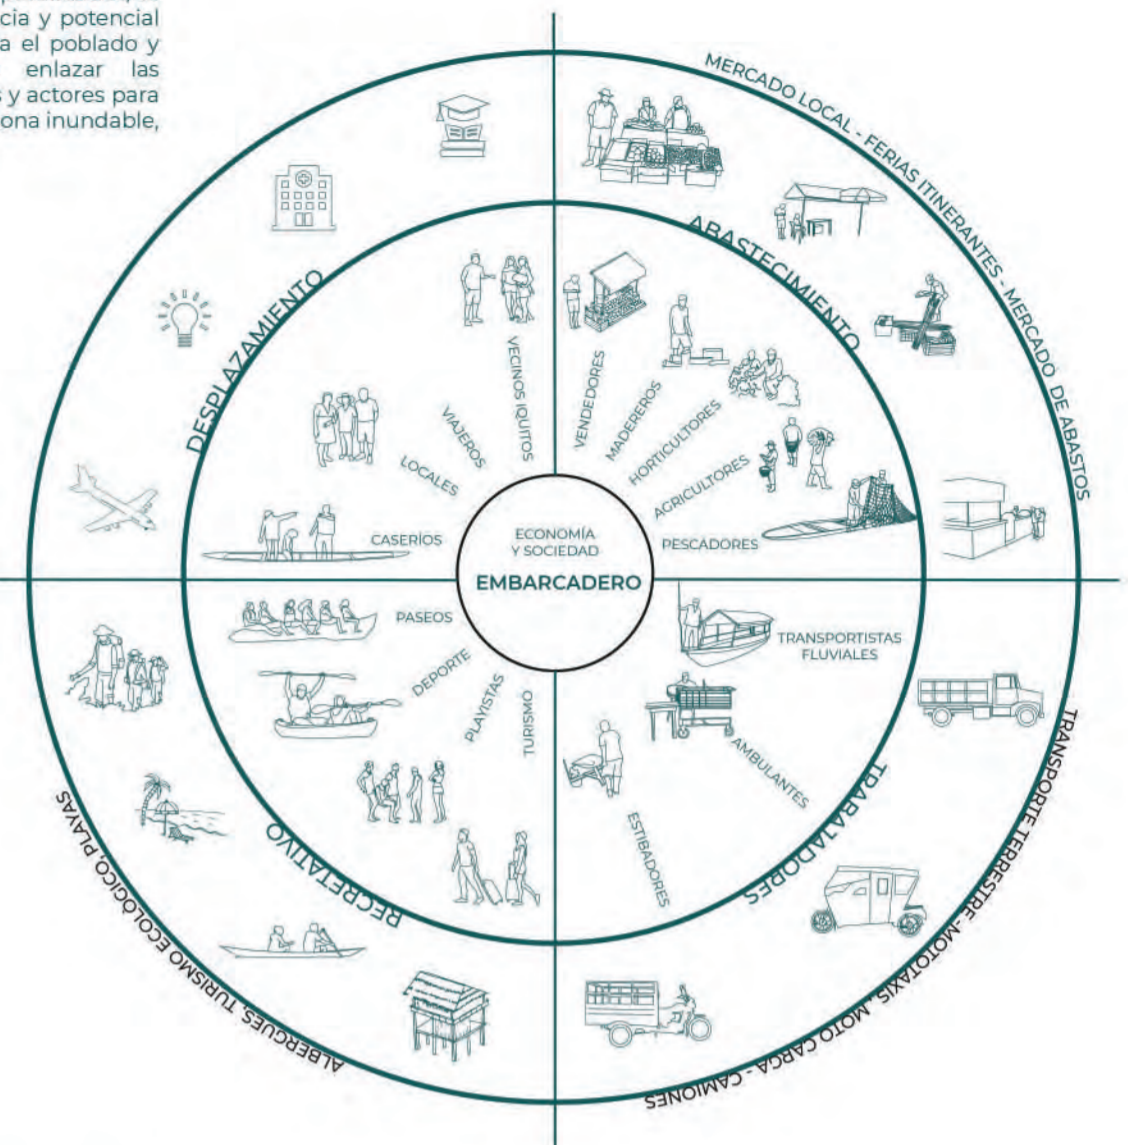 cia y potencial
a el poblado y
enlazar las
s y actores para
ona inundable,
MERCADO LOCAL - FERIAS ITINERANTES - MERCADO DE ABASTOS
ABASTECIMIENTO
DESPLAZAMIENTO
VECINOS IQUITOS
VIAJEROS
LOCALES
CASERÍOS
VENDEDORES
MADEREROS
HORTICULTORES
AGRICULTORES
PESCADORES
ECONOMÍA
Y SOCIEDAD
EMBARCADERO
PASEOS
DEPORTE
PLAYISTAS
TURISMO
TRANSPORTISTAS
FLUVIALES
AMBULANTES
ESTIBADORES
RECRETATIVO
TRABAJADORES
ALBERGUES, TURISMO ECOLÓGICO, PLAYAS
TRANSPORTE TERRESTRE - MOTOTAXIS , MOTO CARGA - CAMIONES